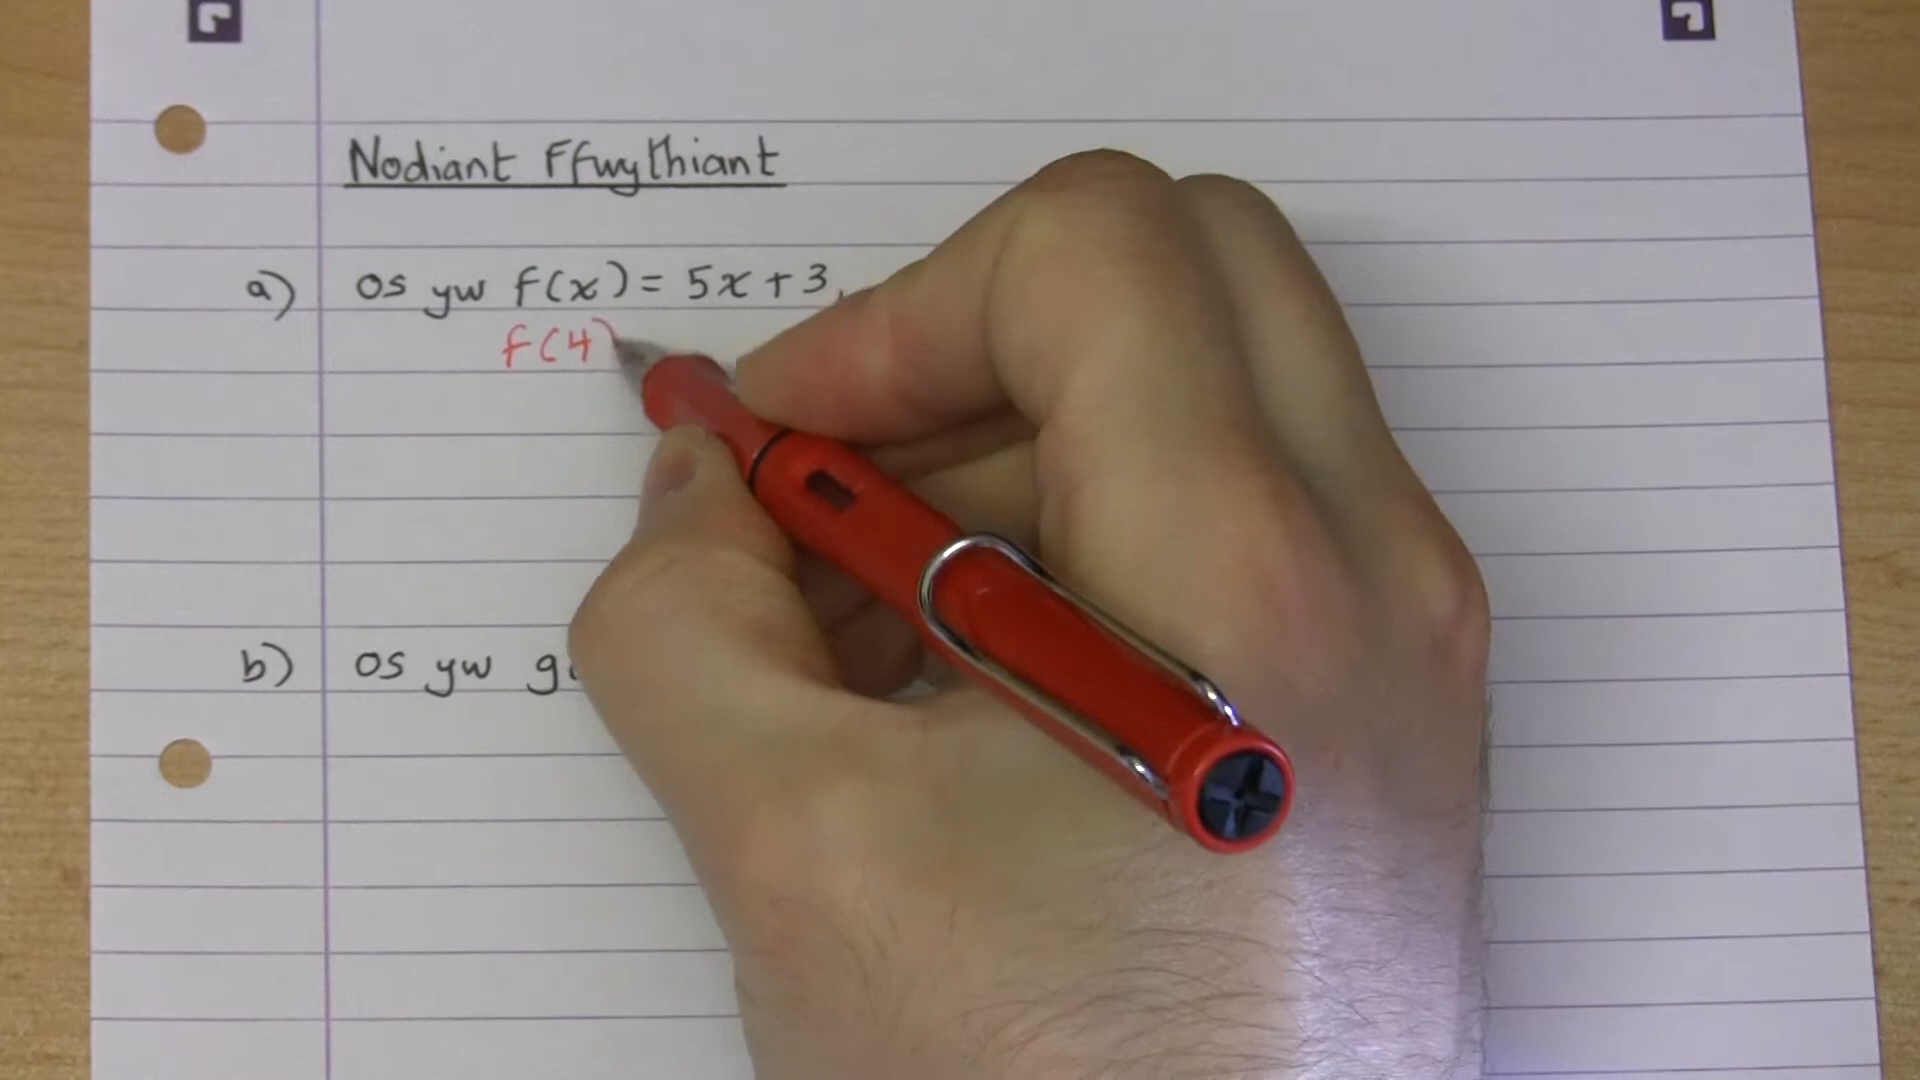 Nodiant Ffwythiant
a) os yw f(x) = 5x + 3,
f(4)
b) os yw g